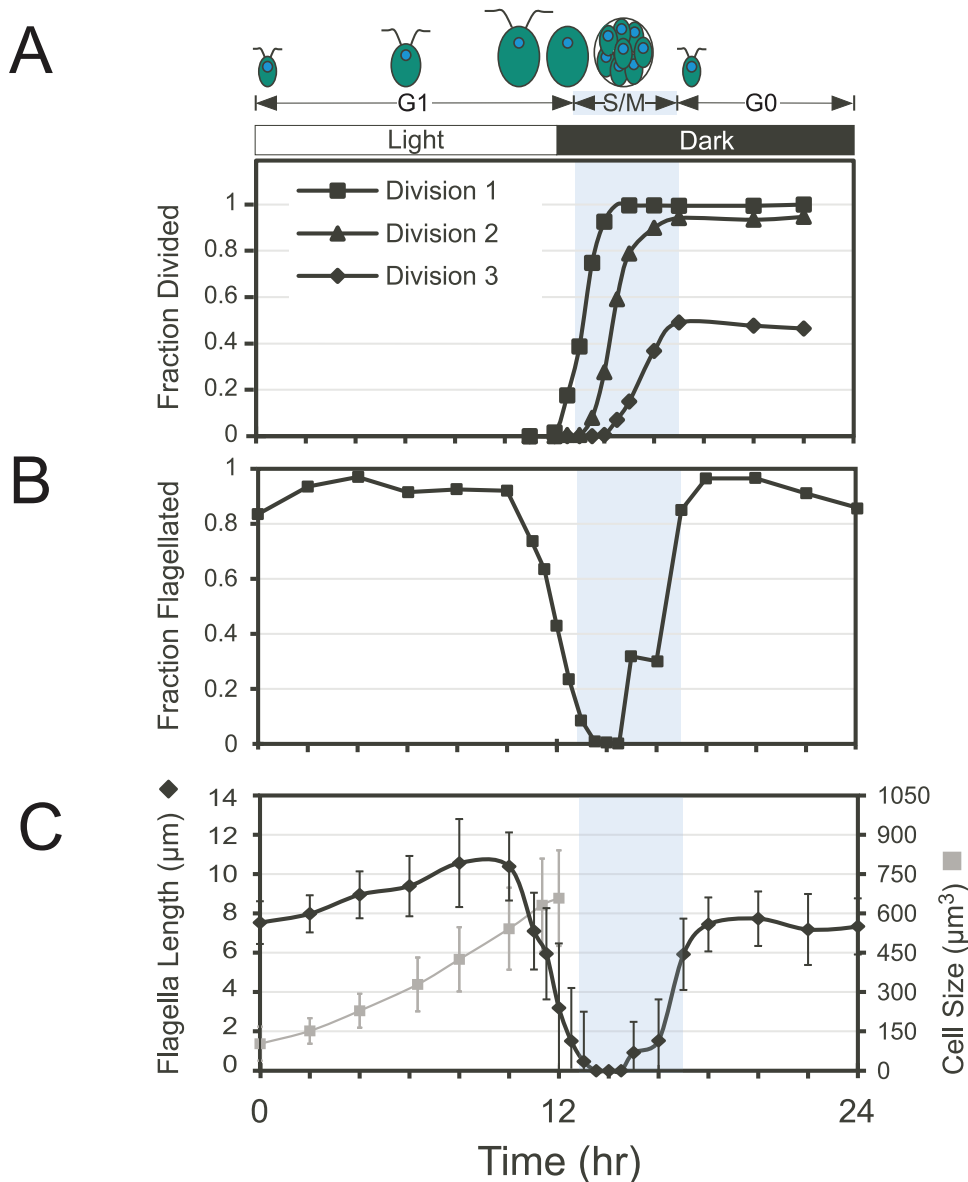 A
G1 S/M G0
Light Dark
Division 1
Division 2
Division 3
Fraction Divided
1
0.8
0.6
0.4
0.2
0
B
Fraction Flagellated
1
0.8
0.6
0.4
0.2
0
C
Flagella Length (µm)
14
12
10
8
6
4
2
0
1050
900
750
600
450
300
150
0
Cell Size (µm³)
0 12 24
Time (hr)